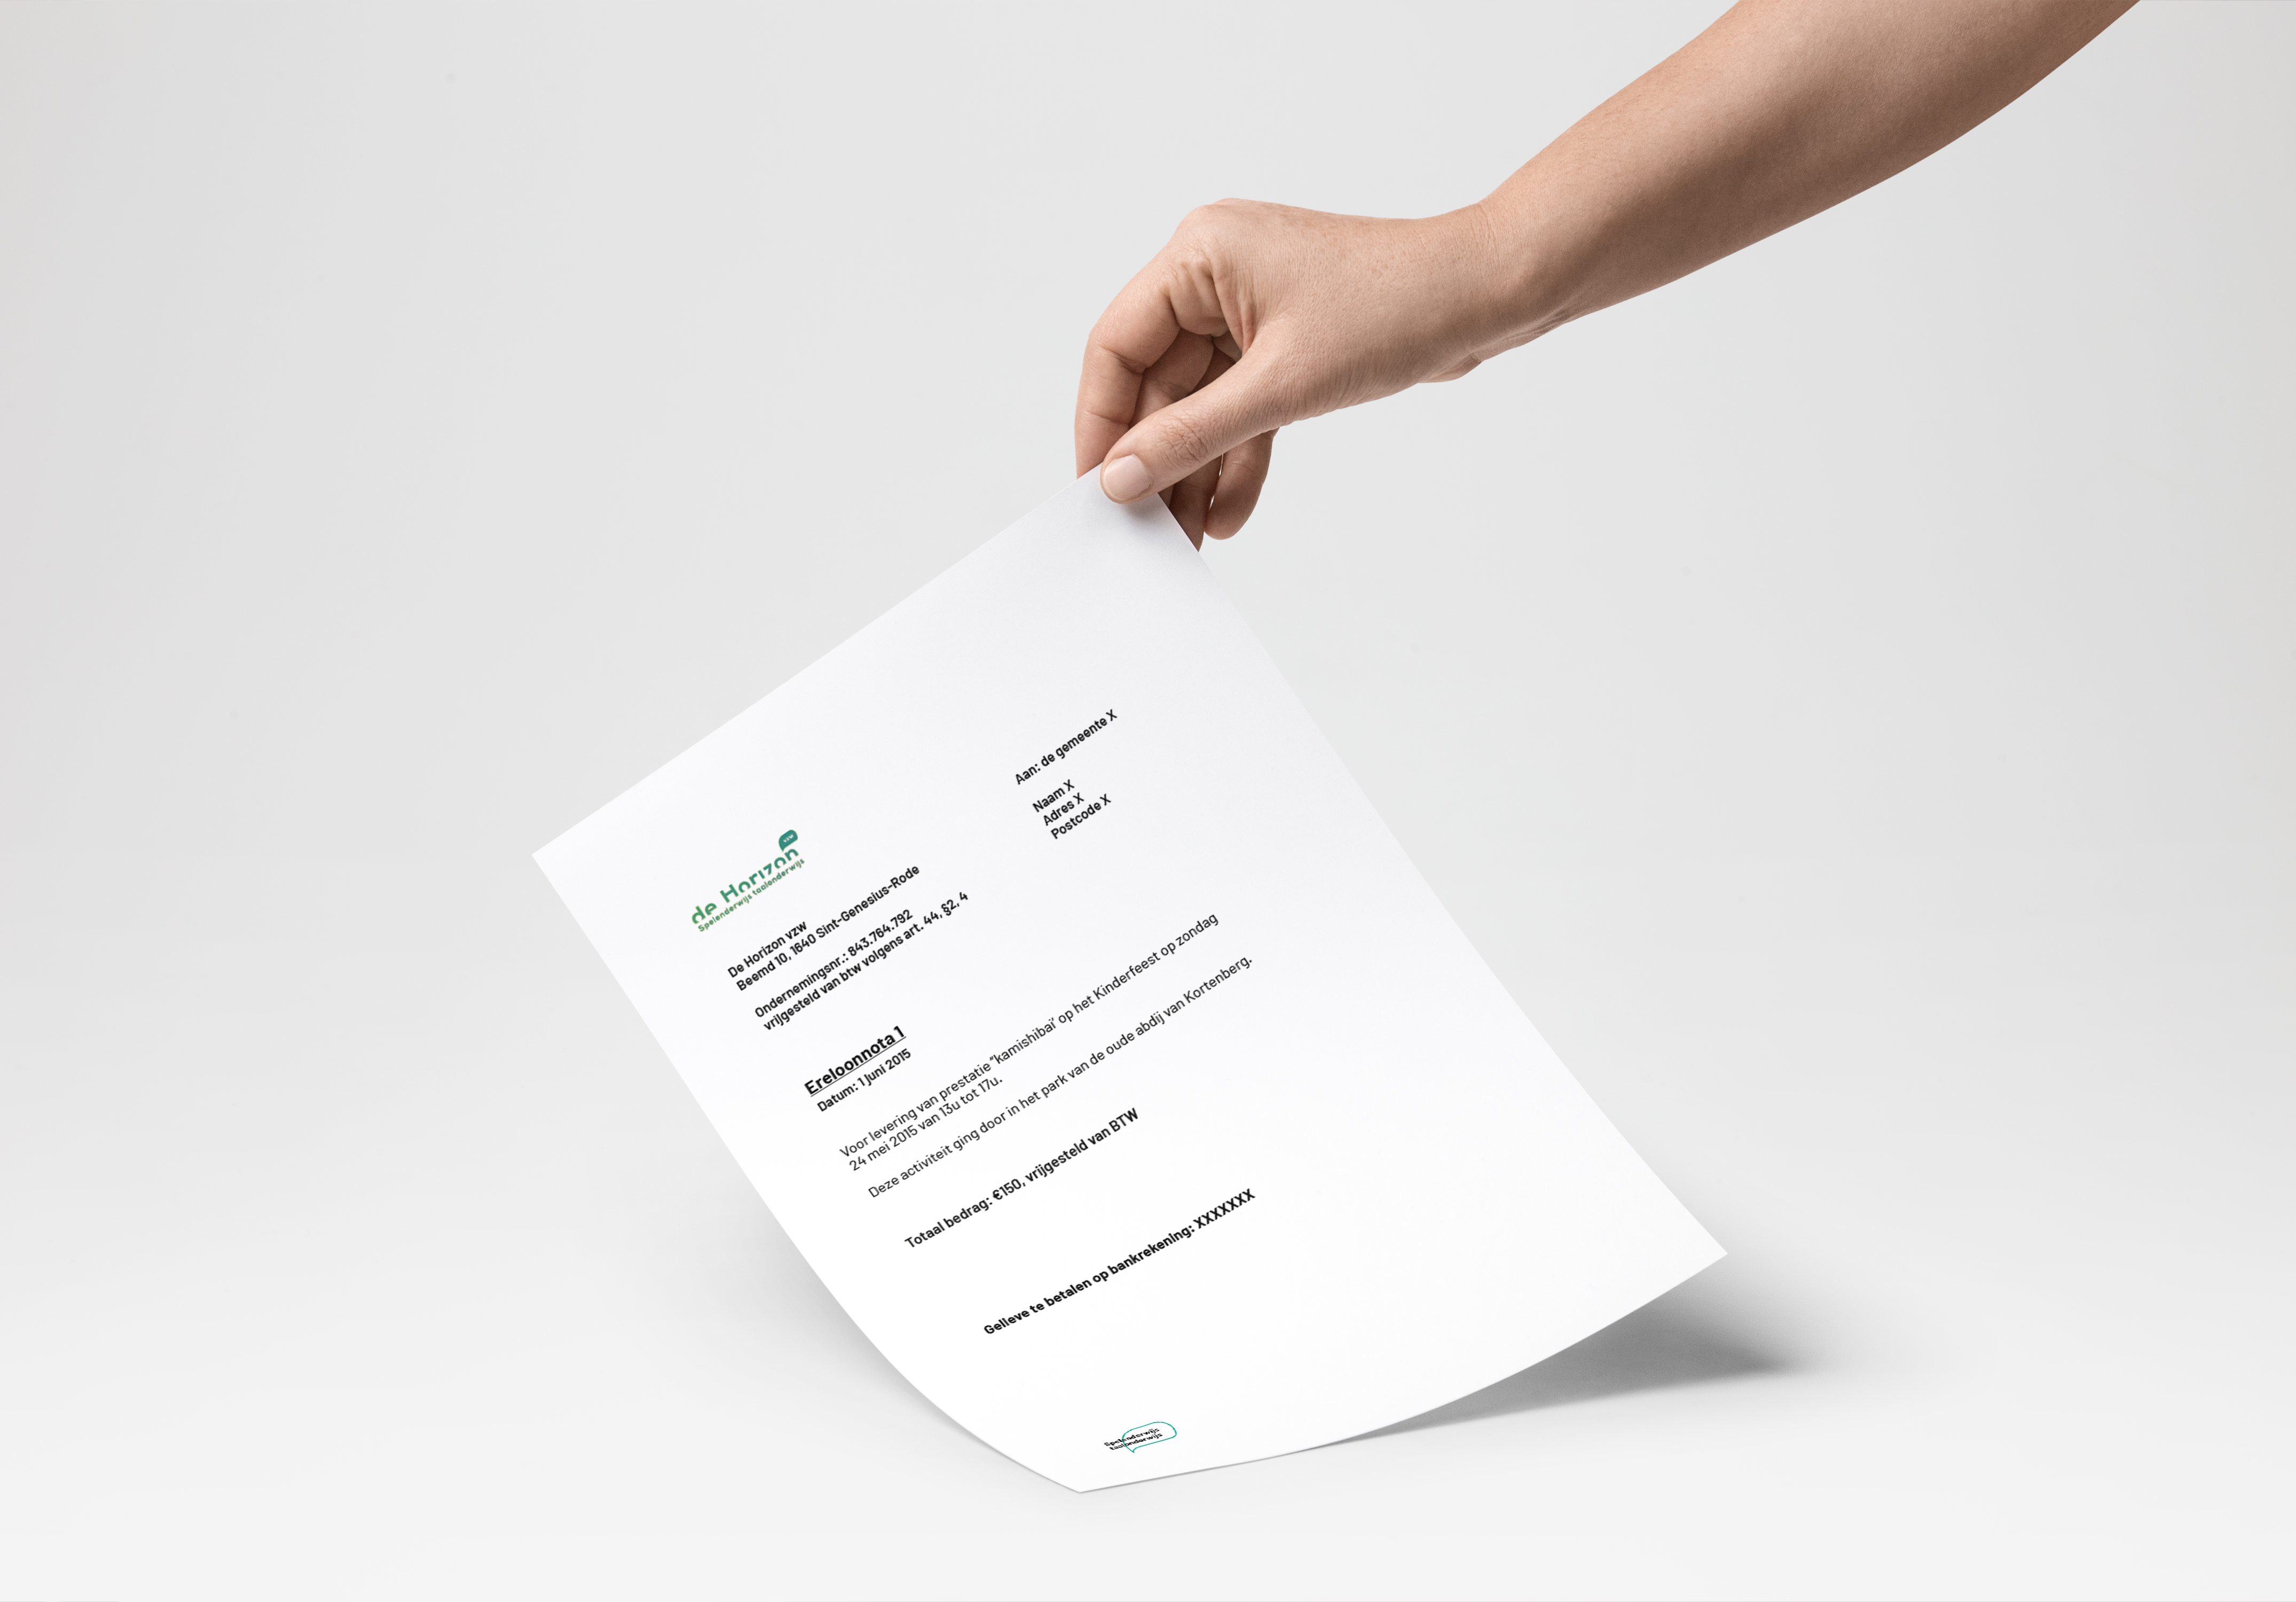 de Horizon
vzw
Spelenderwijs taalonderwijs
Aan: de gemeente X
Naam X
Adres X
Postcode X
De Horizon vzw
Beemd 10, 1640 Sint-Genesius-Rode
Ondernemingsnr.: 843.764.792
vrijgesteld van btw volgens art. 44, §2, 4
Ereloonnota 1
Datum: 1 juni 2015
Voor levering van prestatie "kamishibai' op het Kinderfeest op zondag
24 mei 2015 van 13u tot 17u.
Deze activiteit ging door in het park van de oude abdij van Kortenberg.
Totaal bedrag: €150, vrijgesteld van BTW
Gelieve te betalen op bankrekening: XXXXXXX
Spelenderwijs
taalonderwijs